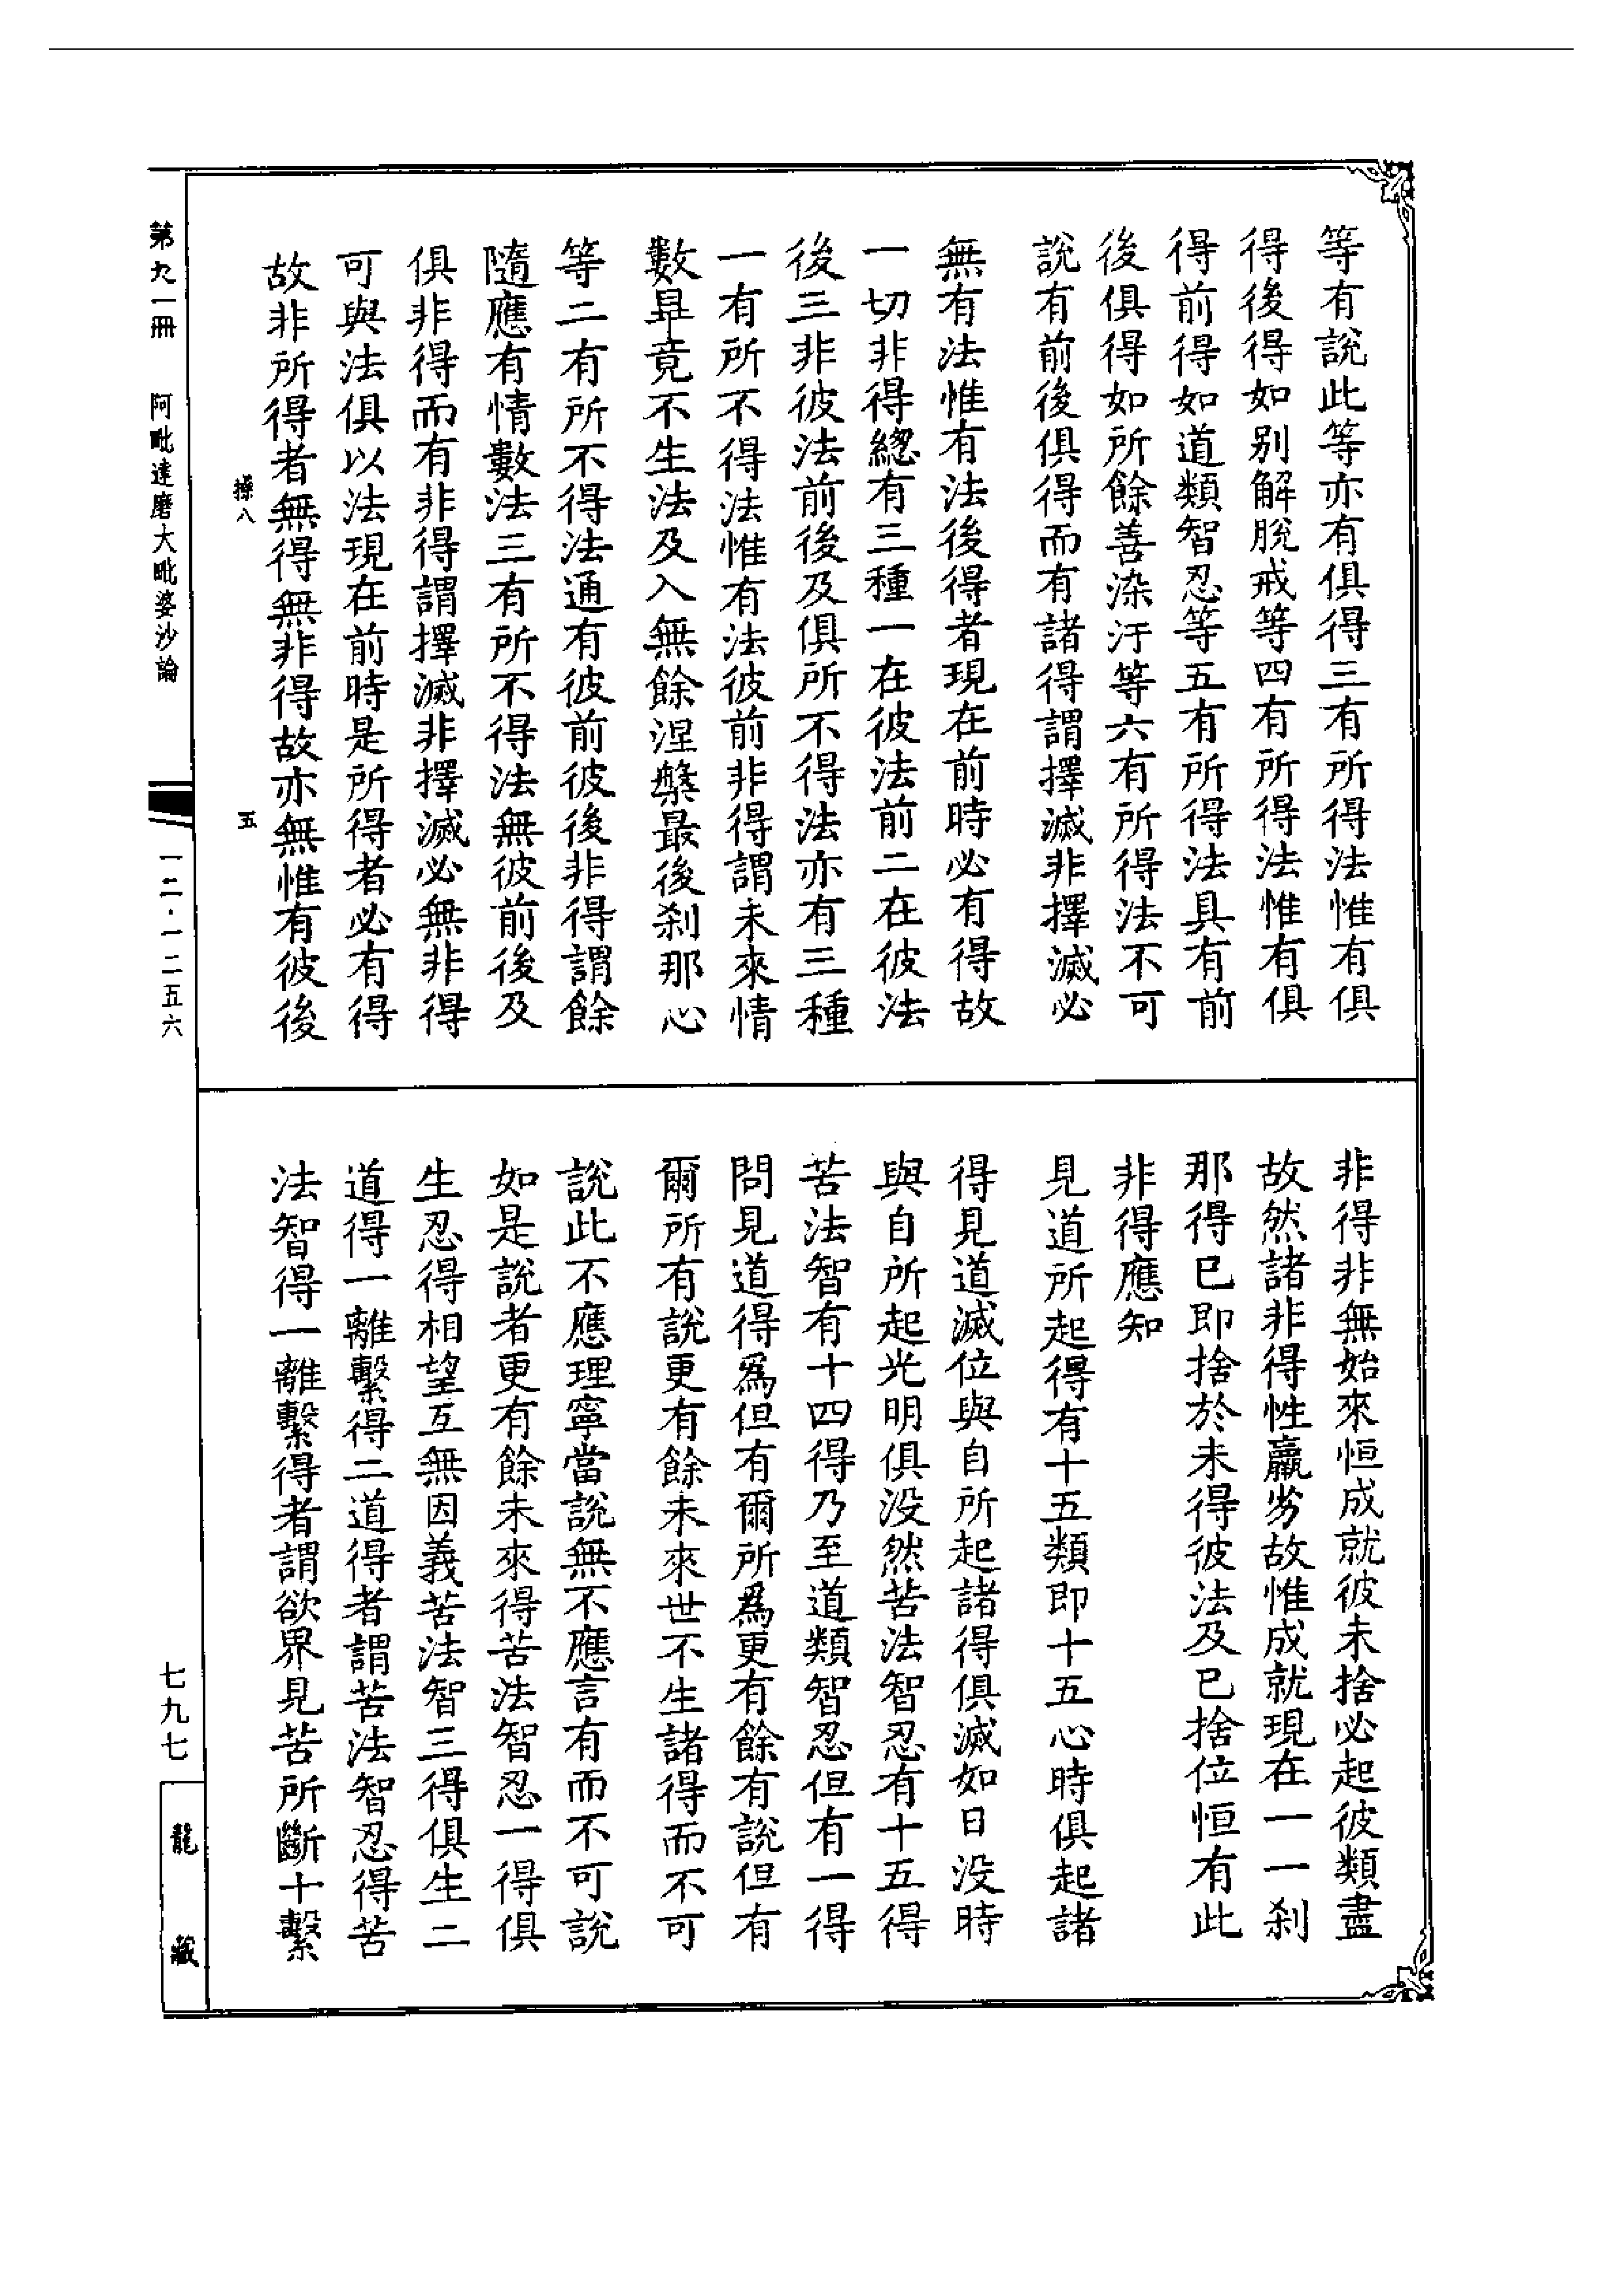 等有說此等亦有俱得三有所得法惟有俱
得後得如别解脫戒等四有所得法惟有俱
得前得如道類智忍等五有所得法具有前
後俱得如所餘善染汙等六有所得法不可
說有前後俱得而有諸得謂擇滅非擇滅必
無有法惟有法後得者現在前時必有得故
一切非得總有三種一在彼法前二在彼法
後三非彼法前後及俱所不得法亦有三種
一有所不得法惟有法彼前非得謂未來情
數畢竟不生法及入無餘涅槃最後刹那心
等二有所不得法通有彼前彼後非得謂餘
隨應有情數法三有所不得法無彼前後及
俱非得而有非得謂擇滅非擇滅必無非得
可與法俱以法現在前時是所得者必有得
故非所得者無得無非得故亦無惟有彼後
非得非無始來恒成就彼未捨必起彼類盡
故然諸非得性羸劣故惟成就現在一一刹
那得已即捨於未得彼法及已捨位恒有此
非得應知
見道所起得有十五類即十五心時俱起諸
得見道滅位與自所起諸得俱滅如日没時
與自所起光明俱没然苦法智忍有十五得
苦法智有十四得乃至道類智忍但有一得
問見道得爲但有爾所爲更有餘有說但有
爾所有說更有餘未來世不生諸得而不可
說此不應理寧當說無不應言有而不可說
如是說者更有餘未來得苦法智忍一得俱
生忍得相望互無因義苦法智三得俱生二
道得一離繫得二道得者謂苦法智忍得苦
法智得一離繫得者謂欲界見苦所斷十繫
操八
五
第九一冊
阿毗達磨大毗婆沙論
一二·一二五六
七九七
龍藏